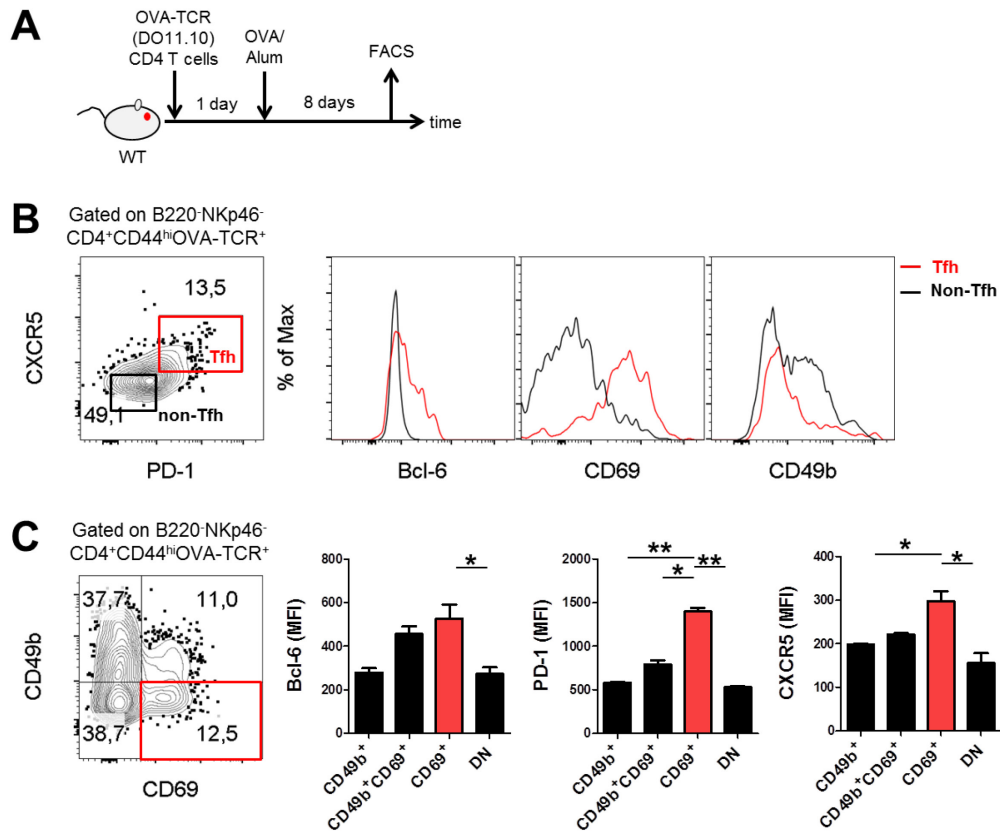 A
OVA-TCR
(DO11.10)
CD4 T cells
OVA/
Alum
FACS
1 day
8 days
time
WT
B
Gated on B220-NKp46-
CD4+CD44hiOVA-TCR+
13,5
Tfh
49,1
non-Tfh
CXCR5
PD-1
% of Max
Bcl-6
CD69
CD49b
Tfh
Non-Tfh
C
Gated on B220-NKp46-
CD4+CD44hiOVA-TCR+
37,7
11,0
38,7
12,5
CD49b
CD69
Bcl-6 (MFI)
800
600
400
200
0
*
CD49b+
CD49b+CD69+
CD69+
DN
PD-1 (MFI)
2000
1500
1000
500
0
**
*
**
CD49b+
CD49b+CD69+
CD69+
DN
CXCR5 (MFI)
400
300
200
100
0
*
*
CD49b+
CD49b+CD69+
CD69+
DN